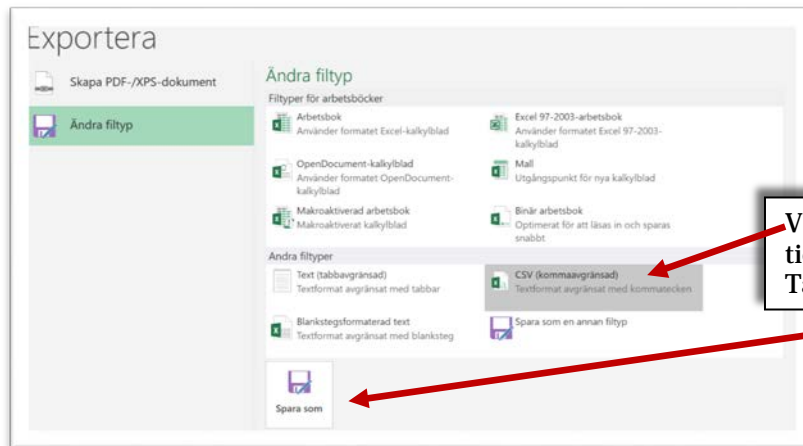 Exportera
Skapa PDF-/XPS-dokument
Ändra filtyp
Ändra filtyp
Filtyper för arbetsböcker
Arbetsbok
Använder formatet Excel-kalkylblad
Excel 97-2003-arbetsbok
Använder formatet Excel 97-2003-
kalkylblad
OpenDocument-kalkylblad
Använder formatet OpenDocument-
kalkylblad
Mall
Utgångspunkt för nya kalkylblad
Makroaktiverad arbetsbok
Makroaktiverat kalkylblad
Binär arbetsbok
Optimerat för att läsas in och sparas
snabbt
Andra filtyper
Text (tabbavgränsad)
Textformat avgränsat med tabbar
CSV (kommaavgränsad)
Textformat avgränsat med kommatecken
Blankstegsformaterad text
Textformat avgränsat med blanksteg
Spara som en annan filtyp
Spara som